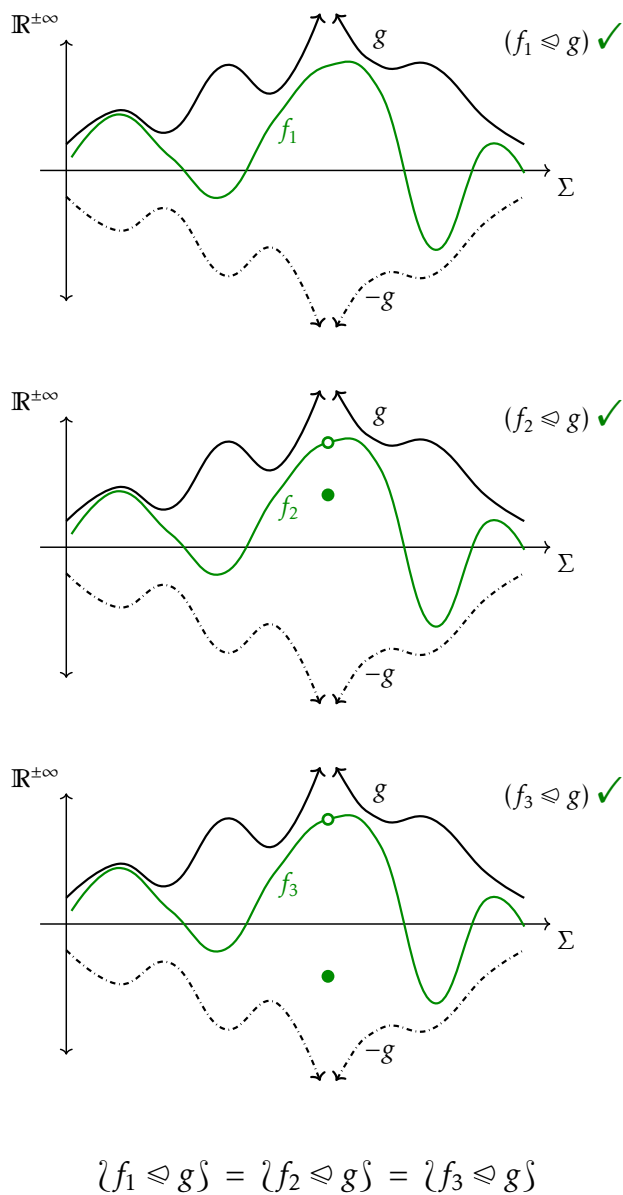 ℝ^{±∞}
g
(f₁ ⪕ g) ✓
f₁
Σ
−g
ℝ^{±∞}
g
(f₂ ⪕ g) ✓
f₂
Σ
−g
ℝ^{±∞}
g
(f₃ ⪕ g) ✓
f₃
Σ
−g
⟅f₁ ⪕ g⟆ = ⟅f₂ ⪕ g⟆ = ⟅f₃ ⪕ g⟆